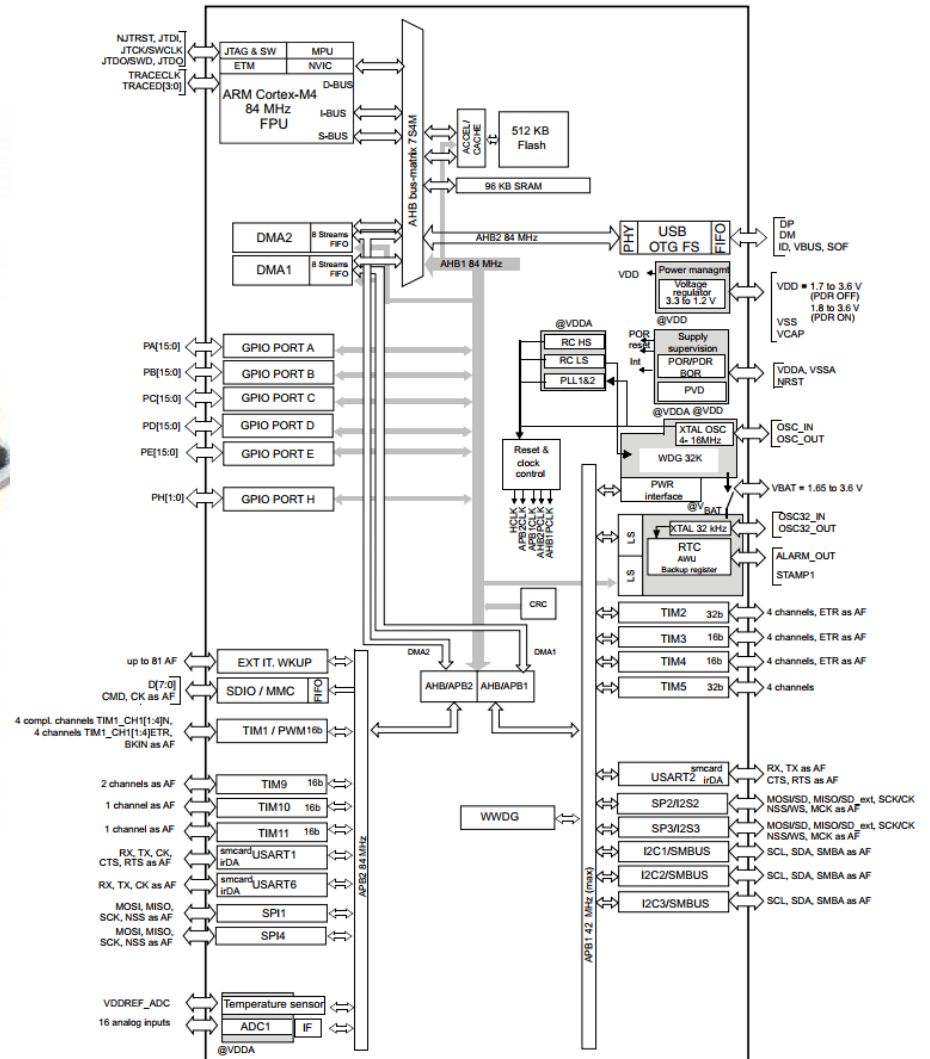 NJTRST, JTDI,
JTCK/SWCLK
JTDO/SWD, JTDO
TRACECLK
TRACED[3:0]
JTAG & SW
MPU
ETM
NVIC
ARM Cortex-M4
84 MHz
FPU
D-BUS
I-BUS
S-BUS
AHB bus-matrix 7S4M
ACCEL/
CACHE
512 KB
Flash
96 KB SRAM
DMA2
8 Streams
FIFO
DMA1
8 Streams
FIFO
AHB2 84 MHz
AHB1 84 MHz
PHY
USB
OTG FS
FIFO
DP
DM
ID, VBUS, SOF
VDD
Power managmt
Voltage
regulator
3.3 to 1.2 V
@VDD
VDD = 1.7 to 3.6 V
(PDR OFF)
1.8 to 3.6 V
(PDR ON)
VSS
VCAP
@VDDA
RC HS
RC LS
PLL1&2
POR
reset
Int
Supply
supervision
POR/PDR
BOR
PVD
@VDDA @VDD
VDDA, VSSA
NRST
PA[15:0]
GPIO PORT A
PB[15:0]
GPIO PORT B
PC[15:0]
GPIO PORT C
PD[15:0]
GPIO PORT D
PE[15:0]
GPIO PORT E
PH[1:0]
GPIO PORT H
XTAL OSC
4- 16MHz
WDG 32K
OSC_IN
OSC_OUT
Reset &
clock
control
HCLK
APB2CLK
APB1CLK
AHB2PCLK
AHB1PCLK
PWR
interface
VBAT = 1.65 to 3.6 V
@VBAT
LS
LS
XTAL 32 kHz
RTC
AWU
Backup register
OSC32_IN
OSC32_OUT
ALARM_OUT
STAMP1
CRC
TIM2 32b
4 channels, ETR as AF
TIM3 16b
4 channels, ETR as AF
TIM4 16b
4 channels, ETR as AF
TIM5 32b
4 channels
DMA2
DMA1
AHB/APB2
AHB/APB1
up to 81 AF
EXT IT. WKUP
D[7:0]
CMD, CK as AF
SDIO / MMC
FIFO
4 compl. channels TIM1_CH1[1:4]N,
4 channels TIM1_CH1[1:4]ETR,
BKIN as AF
TIM1 / PWM 16b
2 channels as AF
TIM9 16b
1 channel as AF
TIM10 16b
1 channel as AF
TIM11 16b
RX, TX, CK,
CTS, RTS as AF
smcard
irDA USART1
RX, TX, CK as AF
smcard
irDA USART6
MOSI, MISO,
SCK, NSS as AF
SPI1
MOSI, MISO,
SCK, NSS as AF
SPI4
VDDREF_ADC
Temperature sensor
16 analog inputs
ADC1
IF
@VDDA
APB2 84 MHz
WWDG
APB1 42 MHz (max)
smcard
USART2 irDA
RX, TX as AF
CTS, RTS as AF
SP2/I2S2
MOSI/SD, MISO/SD_ext, SCK/CK
NSS/WS, MCK as AF
SP3/I2S3
MOSI/SD, MISO/SD_ext, SCK/CK
NSS/WS, MCK as AF
I2C1/SMBUS
SCL, SDA, SMBA as AF
I2C2/SMBUS
SCL, SDA, SMBA as AF
I2C3/SMBUS
SCL, SDA, SMBA as AF